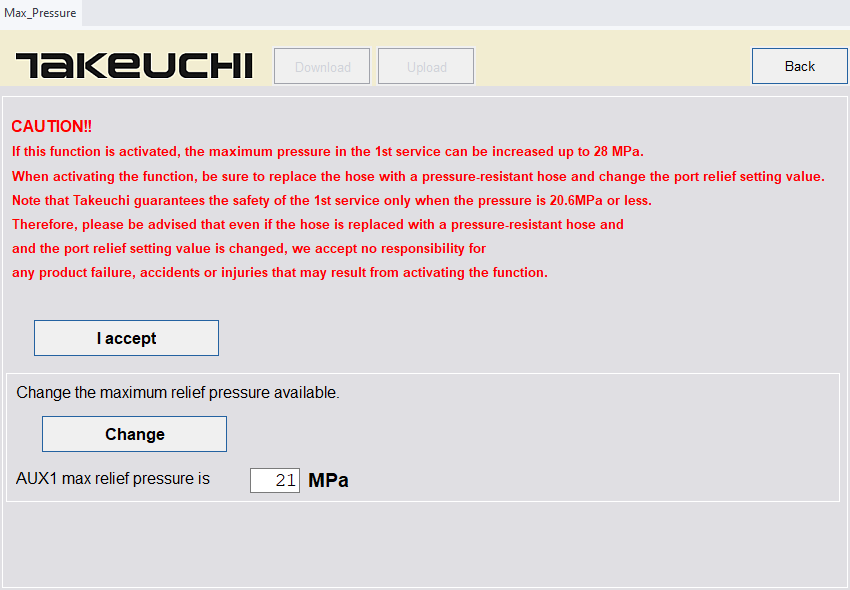 Max_Pressure
TAKEUCHI
Download
Upload
Back
CAUTION!!
If this function is activated, the maximum pressure in the 1st service can be increased up to 28 MPa.
When activating the function, be sure to replace the hose with a pressure-resistant hose and change the port relief setting value.
Note that Takeuchi guarantees the safety of the 1st service only when the pressure is 20.6MPa or less.
Therefore, please be advised that even if the hose is replaced with a pressure-resistant hose and
and the port relief setting value is changed, we accept no responsibility for
any product failure, accidents or injuries that may result from activating the function.
I accept
Change the maximum relief pressure available.
Change
AUX1 max relief pressure is 21 MPa